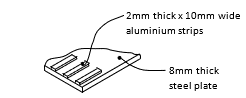 2mm thick x 10mm wide
aluminium strips
8mm thick
steel plate